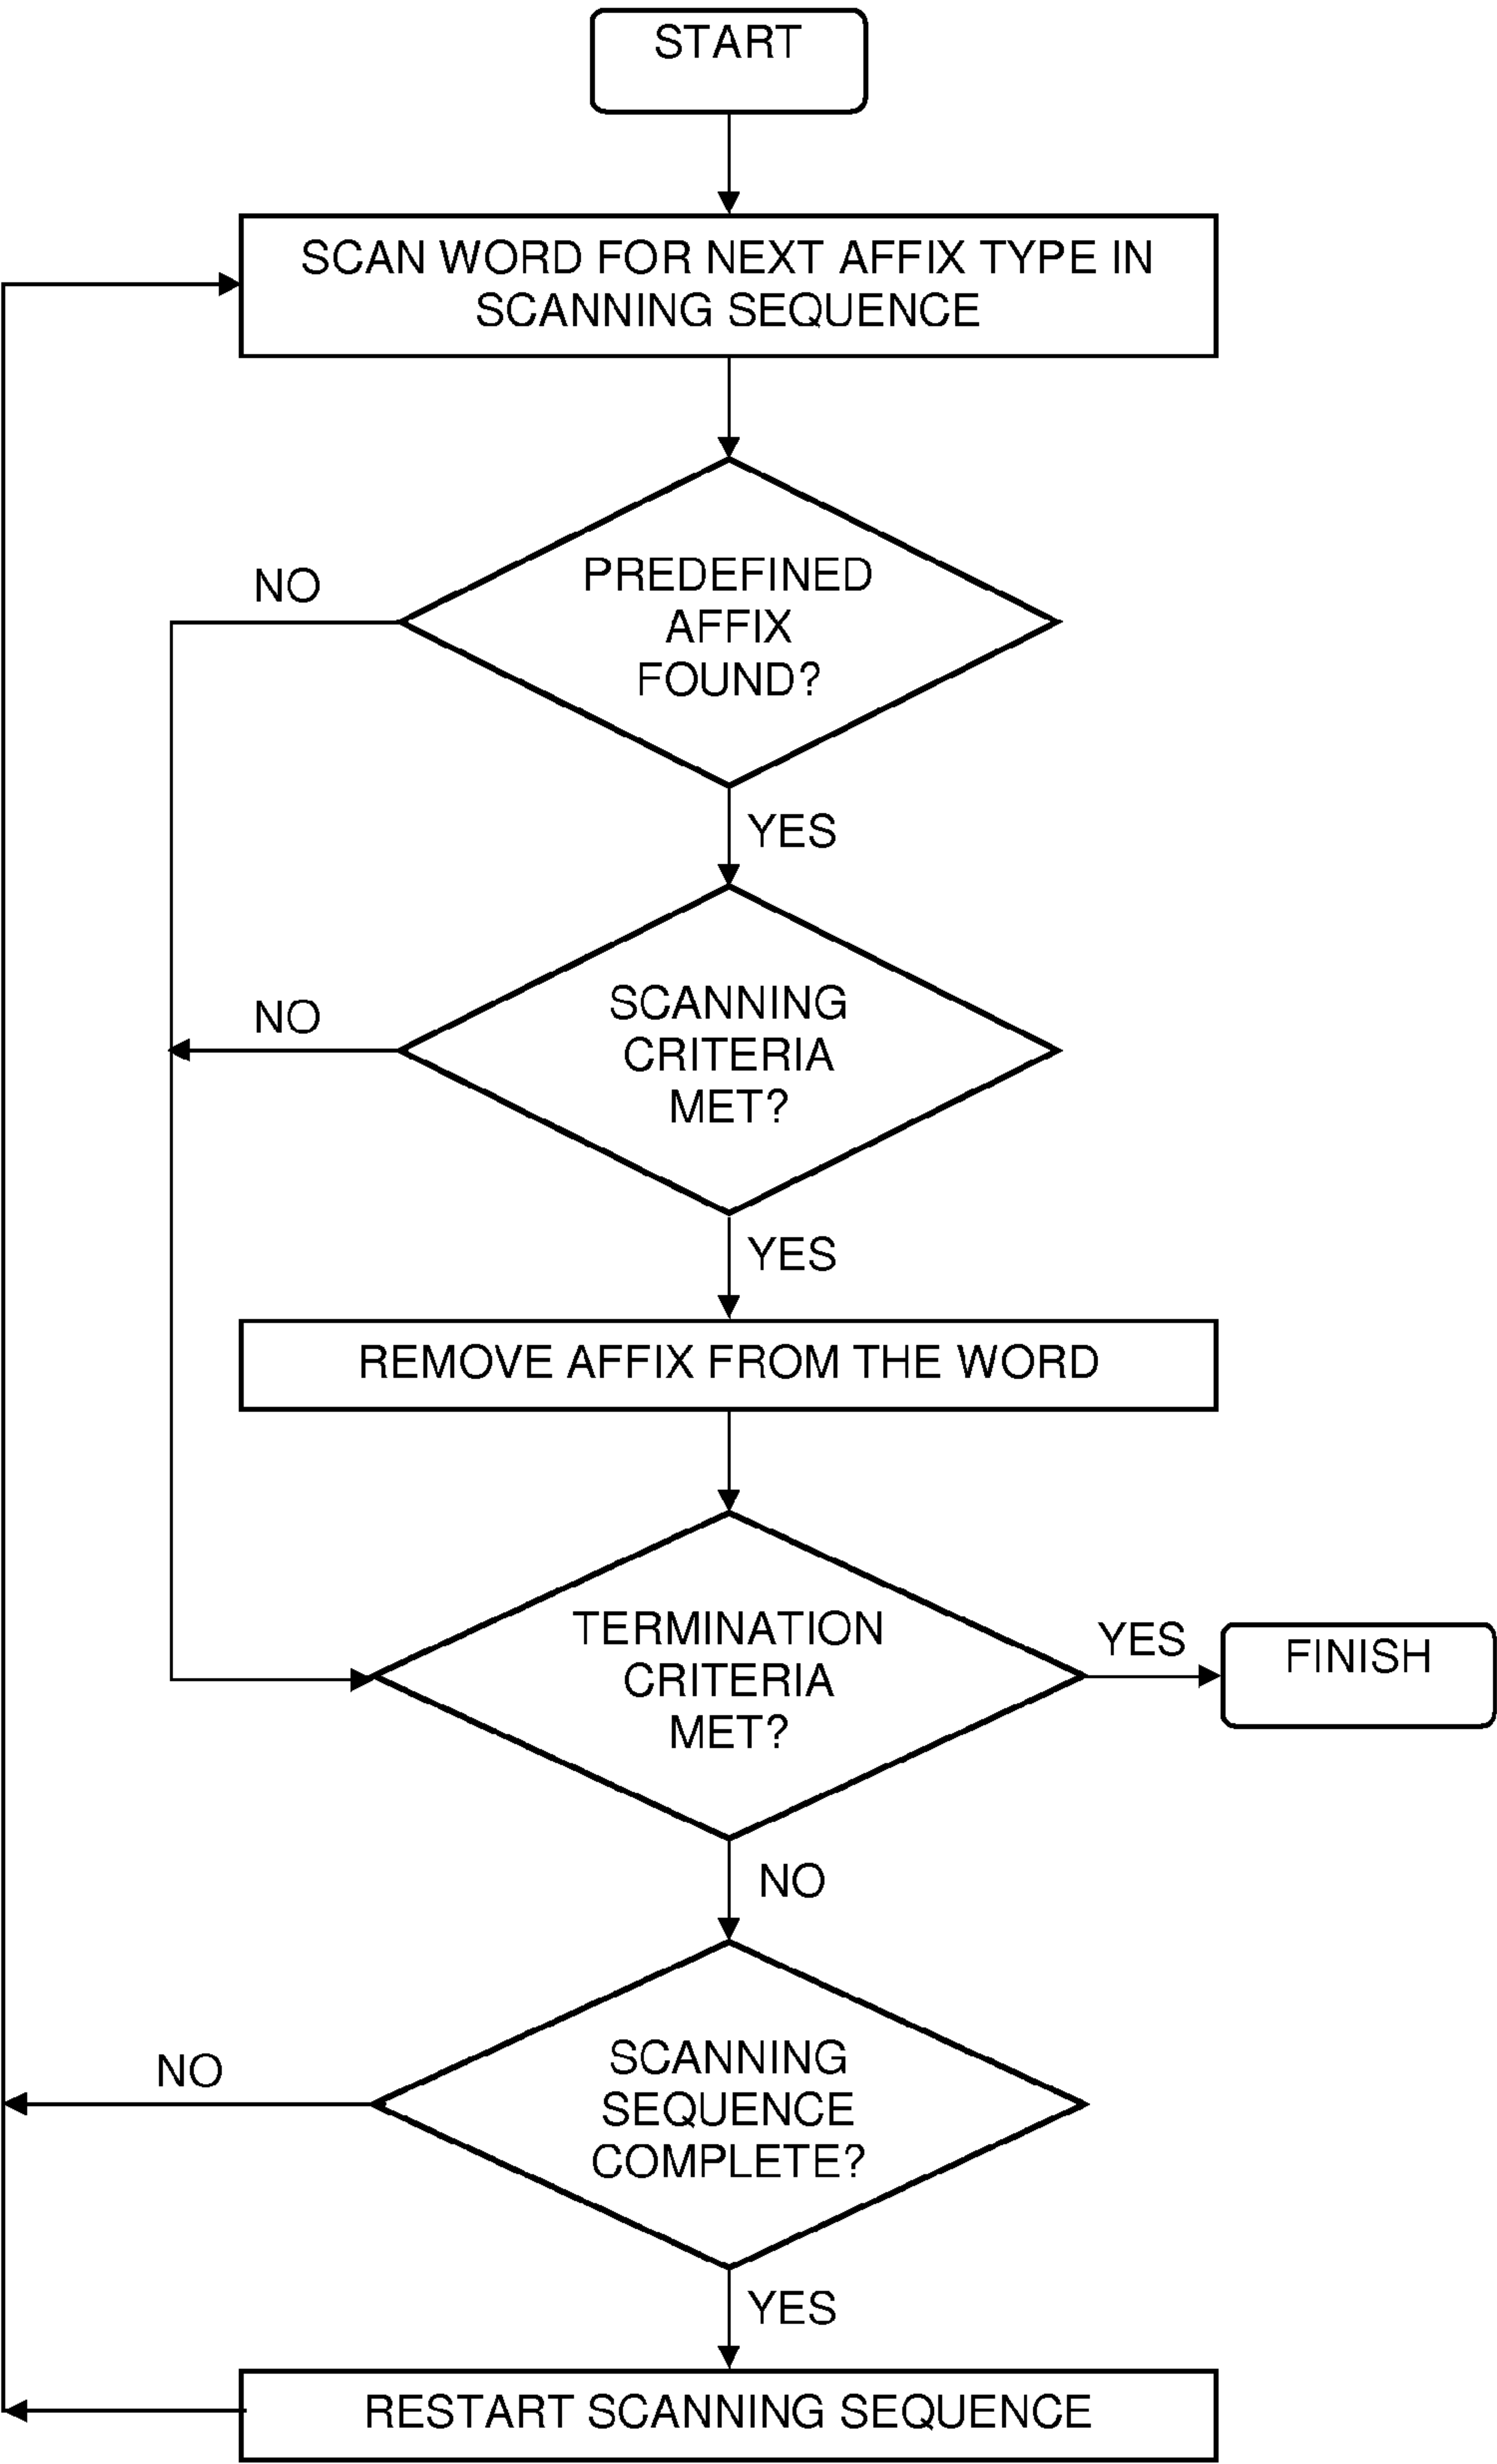 START
SCAN WORD FOR NEXT AFFIX TYPE IN
SCANNING SEQUENCE
PREDEFINED
AFFIX
FOUND?
NO
YES
SCANNING
CRITERIA
MET?
NO
YES
REMOVE AFFIX FROM THE WORD
TERMINATION
CRITERIA
MET?
YES
FINISH
NO
SCANNING
SEQUENCE
COMPLETE?
NO
YES
RESTART SCANNING SEQUENCE